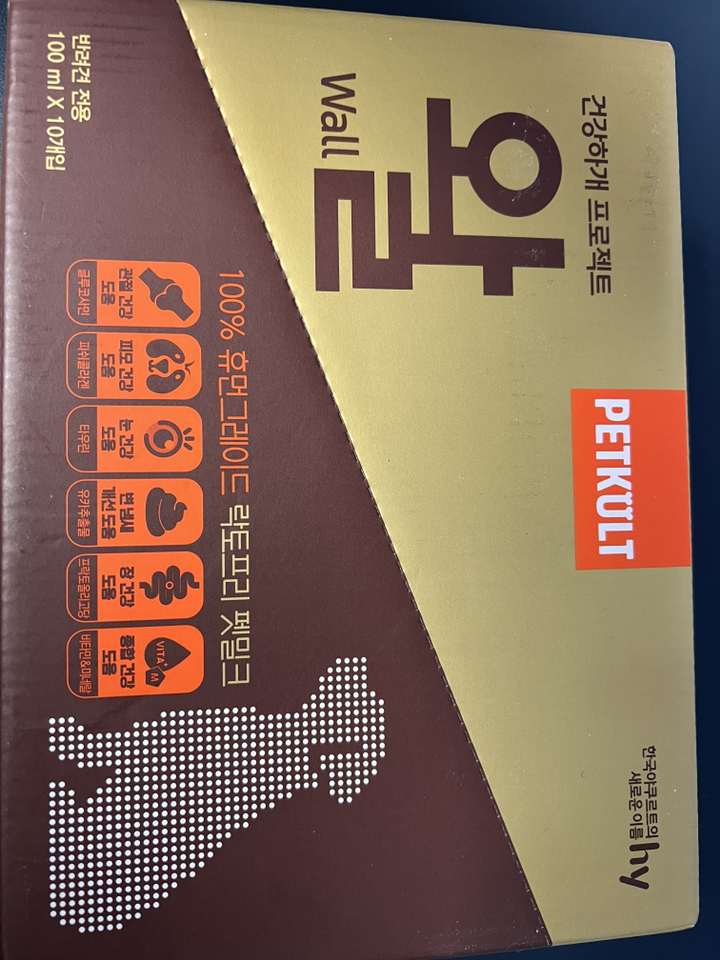 건강하개 프로젝트
왈
Wall
PETKÜLT
한국야쿠르트의
새로운 이름
hy
100% 휴먼그레이드 락토프리 펫밀크
관절 건강
도움
글루코사민
피모 건강
도움
피쉬콜라겐
눈 건강
도움
타우린
변 냄새
개선 도움
유카추출물
장 건강
도움
프락토올리고당
VITA
M
종합 건강
도움
비타민&미네랄
반려견 전용
100 ml X 10개입